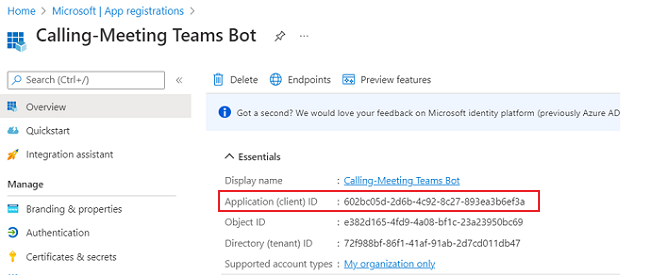 Home > Microsoft | App registrations >
Calling-Meeting Teams Bot
Search (Ctrl+/)
Delete Endpoints Preview features
Overview
Got a second? We would love your feedback on Microsoft identity platform (previously Azure AD
Quickstart
Integration assistant
Essentials
Display name : Calling-Meeting Teams Bot
Manage
Application (client) ID : 602bc05d-2d6b-4c92-8c27-893ea3b6ef3a
Branding & properties
Object ID : e382d165-4fd9-4a08-bf1c-23a23950bc69
Authentication
Directory (tenant) ID : 72f988bf-86f1-41af-91ab-2d7cd011db47
Certificates & secrets
Supported account types : My organization only